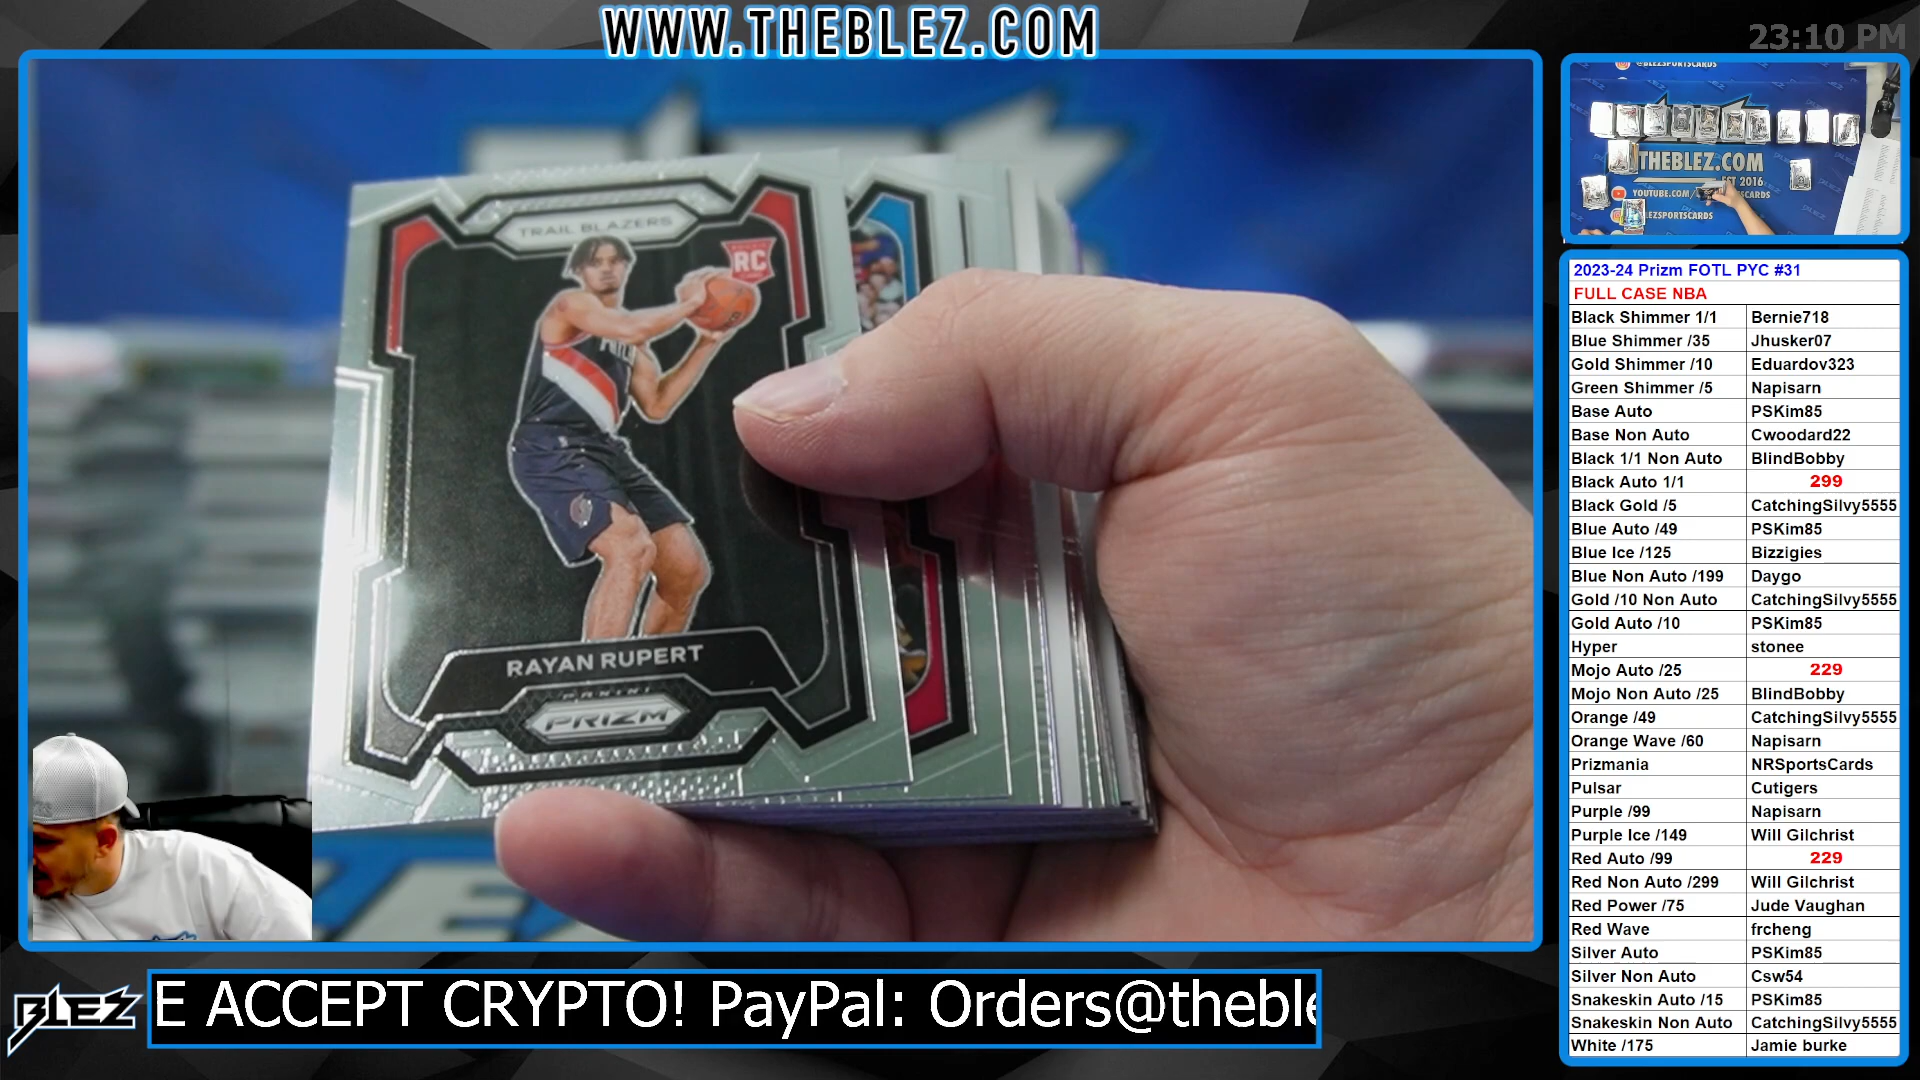 WWW.THEBLEZ.COM
23:10 PM
TRAIL BLAZERS
RC
RAYAN RUPERT
PANINI
PRIZM
@BLEZSPORTSCARDS
THEBLEZ.COM
EST 2016
YOUTUBE.COM/
2023-24 Prizm FOTL PYC #31
FULL CASE NBA
Black Shimmer 1/1 Bernie718
Blue Shimmer /35 Jhusker07
Gold Shimmer /10 Eduardov323
Green Shimmer /5 Napisarn
Base Auto PSKim85
Base Non Auto Cwoodard22
Black 1/1 Non Auto BlindBobby
Black Auto 1/1 299
Black Gold /5 CatchingSilvy5555
Blue Auto /49 PSKim85
Blue Ice /125 Bizzigies
Blue Non Auto /199 Daygo
Gold /10 Non Auto CatchingSilvy5555
Gold Auto /10 PSKim85
Hyper stonee
Mojo Auto /25 229
Mojo Non Auto /25 BlindBobby
Orange /49 CatchingSilvy5555
Orange Wave /60 Napisarn
Prizmania NRSportsCards
Pulsar Cutigers
Purple /99 Napisarn
Purple Ice /149 Will Gilchrist
Red Auto /99 229
Red Non Auto /299 Will Gilchrist
Red Power /75 Jude Vaughan
Red Wave frcheng
Silver Auto PSKim85
Silver Non Auto Csw54
Snakeskin Auto /15 PSKim85
Snakeskin Non Auto CatchingSilvy5555
White /175 Jamie burke
BLEZ
E ACCEPT CRYPTO! PayPal: Orders@theble